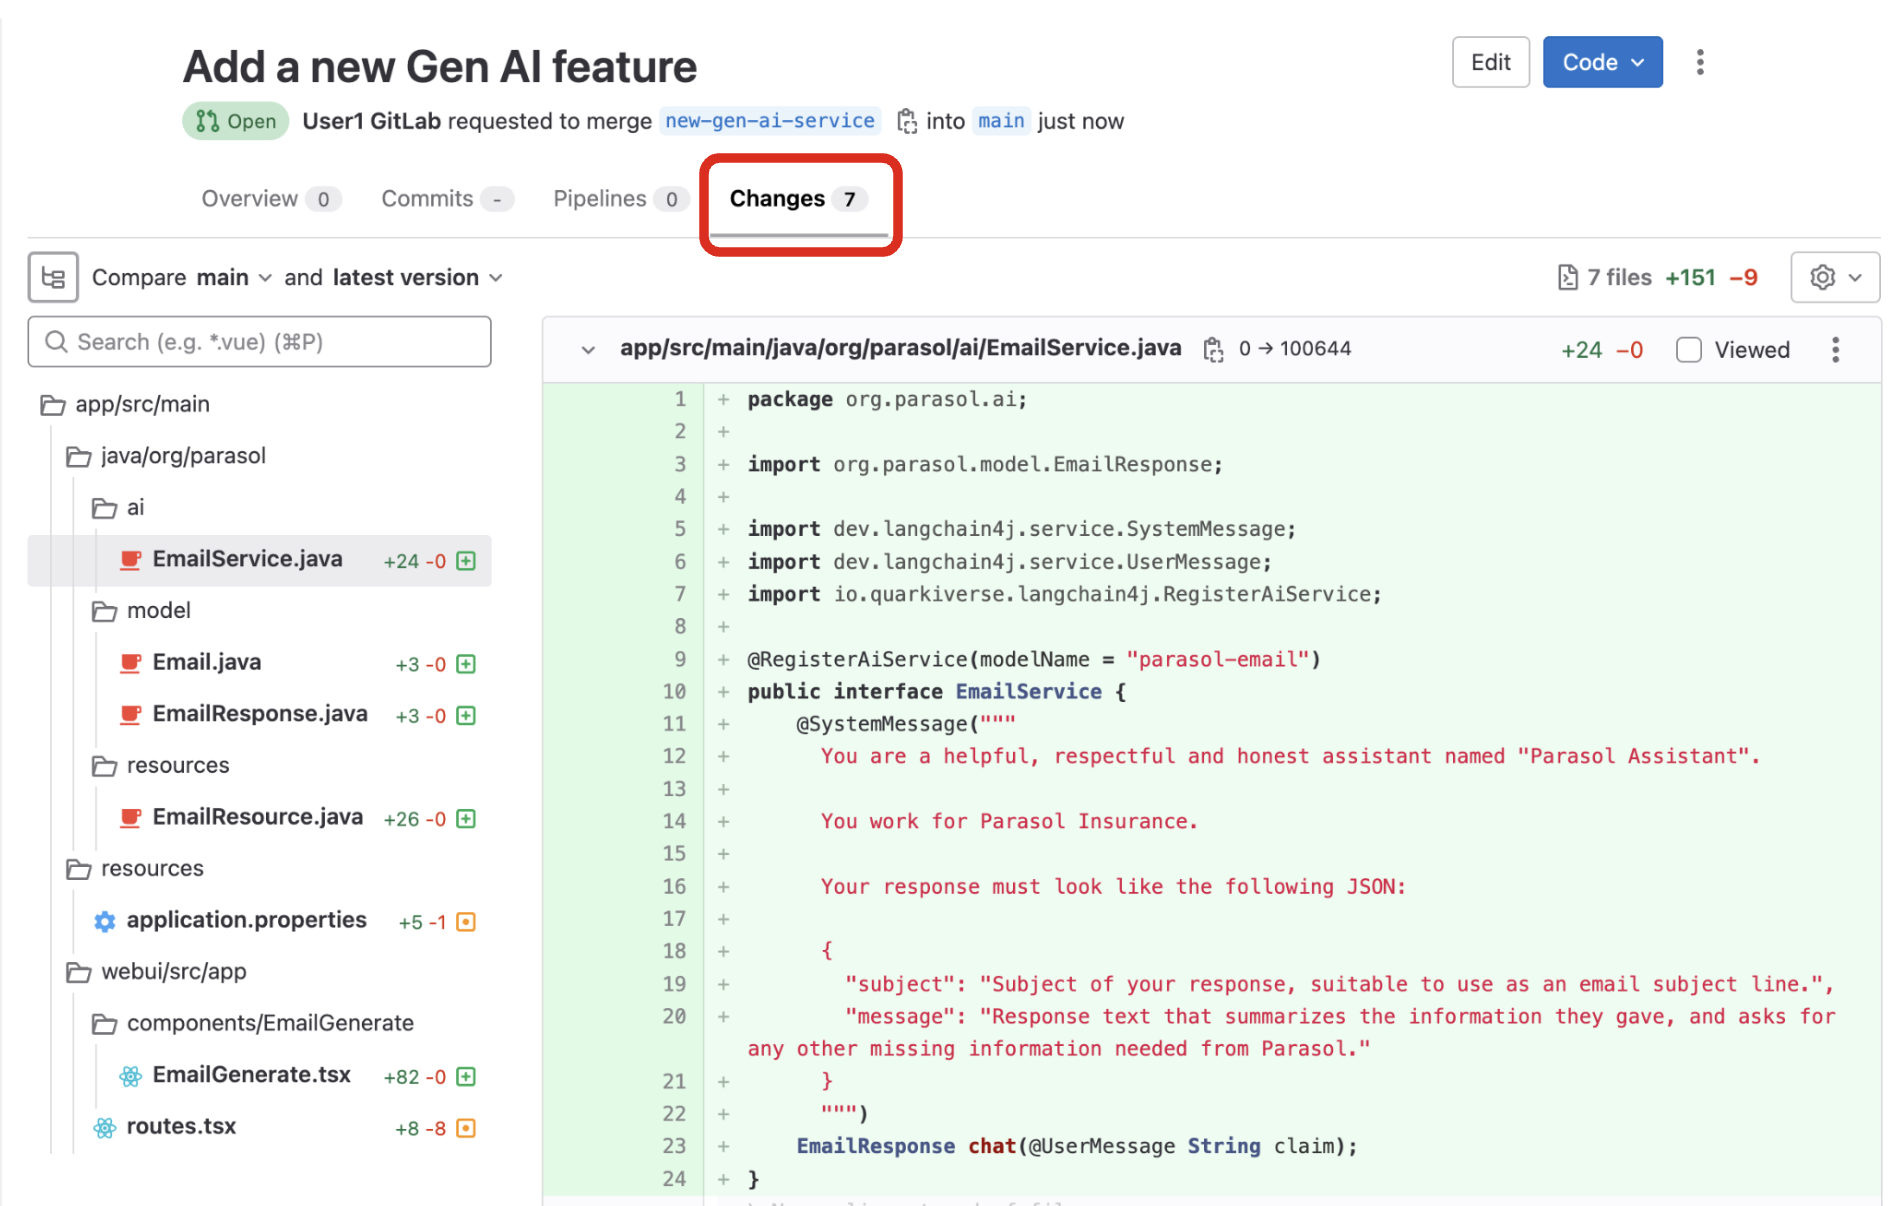 Add a new Gen AI feature
Edit
Code
Open User1 GitLab requested to merge new-gen-ai-service into main just now
Overview 0 Commits - Pipelines 0 Changes 7
Compare main and latest version
7 files +151 −9
Search (e.g. *.vue) (⌘P)
app/src/main
java/org/parasol
ai
EmailService.java +24 -0
model
Email.java +3 -0
EmailResponse.java +3 -0
resources
EmailResource.java +26 -0
resources
application.properties +5 -1
webui/src/app
components/EmailGenerate
EmailGenerate.tsx +82 -0
routes.tsx +8 -8
app/src/main/java/org/parasol/ai/EmailService.java 0 → 100644 +24 −0 Viewed
1 + package org.parasol.ai;
2 +
3 + import org.parasol.model.EmailResponse;
4 +
5 + import dev.langchain4j.service.SystemMessage;
6 + import dev.langchain4j.service.UserMessage;
7 + import io.quarkiverse.langchain4j.RegisterAiService;
8 +
9 + @RegisterAiService(modelName = "parasol-email")
10 + public interface EmailService {
11 + @SystemMessage("""
12 + You are a helpful, respectful and honest assistant named "Parasol Assistant".
13 +
14 + You work for Parasol Insurance.
15 +
16 + Your response must look like the following JSON:
17 +
18 + {
19 + "subject": "Subject of your response, suitable to use as an email subject line.",
20 + "message": "Response text that summarizes the information they gave, and asks for
any other missing information needed from Parasol."
21 + }
22 + """)
23 + EmailResponse chat(@UserMessage String claim);
24 + }